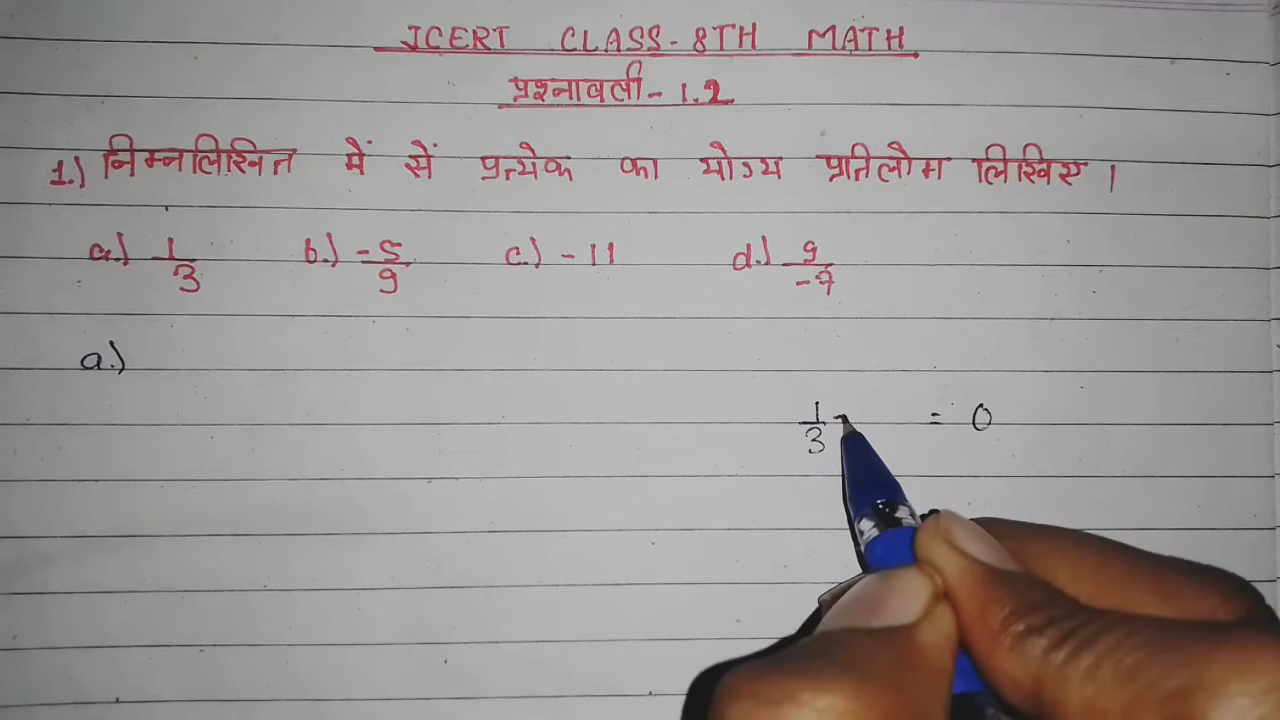 JCERT CLASS-8TH MATH
प्रश्नावली-1.2
1.) निम्नलिखित में सें प्रत्येक का योज्य प्रतिलोम लिखिए ।
a.) 1/3 b.) -5/9 c.) -11 d.) 9/-7
a.)
1/3 - = 0